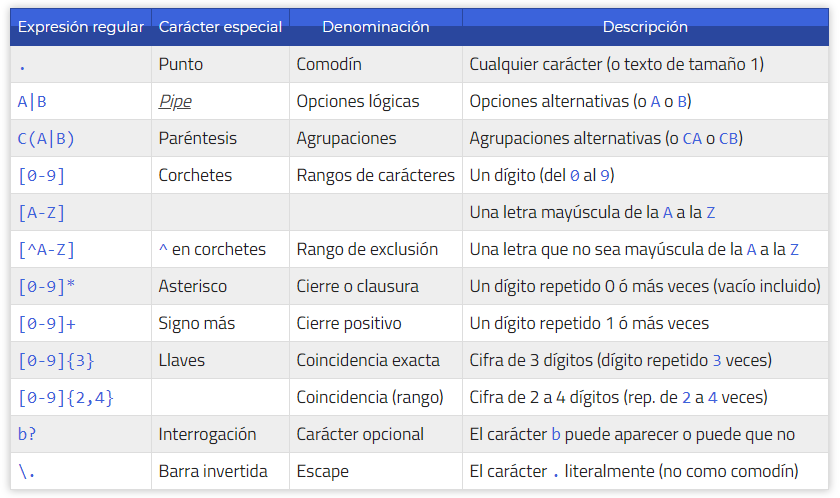 Expresión regular Carácter especial Denominación Descripción
. Punto Comodín Cualquier carácter (o texto de tamaño 1)
A|B Pipe Opciones lógicas Opciones alternativas (o A o B)
C(A|B) Paréntesis Agrupaciones Agrupaciones alternativas (o CA o CB)
[0-9] Corchetes Rangos de carácteres Un dígito (del 0 al 9)
[A-Z] Una letra mayúscula de la A a la Z
[^A-Z] ^ en corchetes Rango de exclusión Una letra que no sea mayúscula de la A a la Z
[0-9]* Asterisco Cierre o clausura Un dígito repetido 0 ó más veces (vacío incluido)
[0-9]+ Signo más Cierre positivo Un dígito repetido 1 ó más veces
[0-9]{3} Llaves Coincidencia exacta Cifra de 3 dígitos (dígito repetido 3 veces)
[0-9]{2,4} Coincidencia (rango) Cifra de 2 a 4 dígitos (rep. de 2 a 4 veces)
b? Interrogación Carácter opcional El carácter b puede aparecer o puede que no
\. Barra invertida Escape El carácter . literalmente (no como comodín)